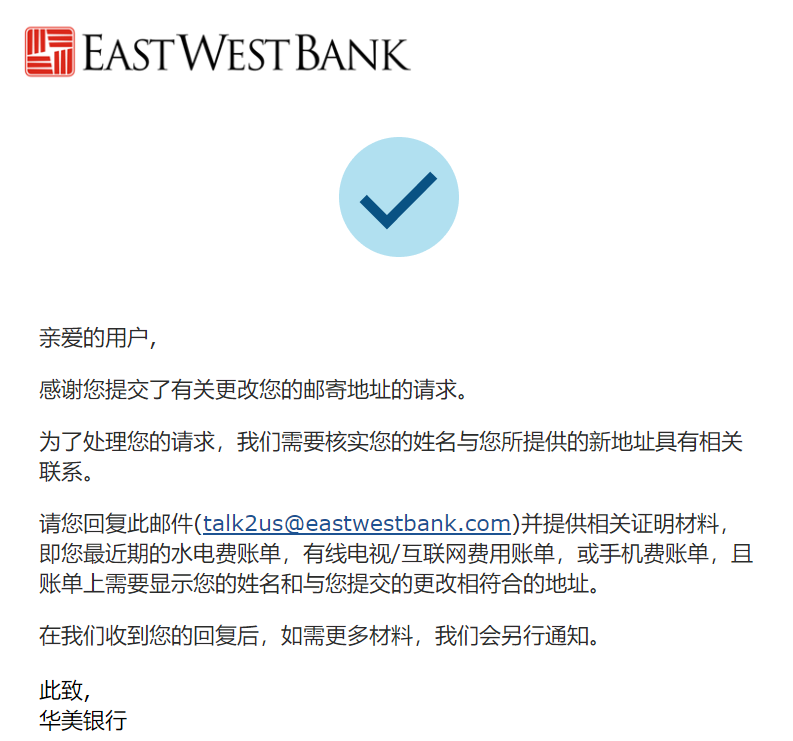 EAST WEST BANK
亲爱的用户,
感谢您提交了有关更改您的邮寄地址的请求。
为了处理您的请求，我们需要核实您的姓名与您所提供的新地址具有相关
联系。
请您回复此邮件(talk2us@eastwestbank.com)并提供相关证明材料，
即您最近期的水电费账单，有线电视/互联网费用账单，或手机费账单，且
账单上需要显示您的姓名和与您提交的更改相符合的地址。
在我们收到您的回复后，如需更多材料，我们会另行通知。
此致,
华美银行